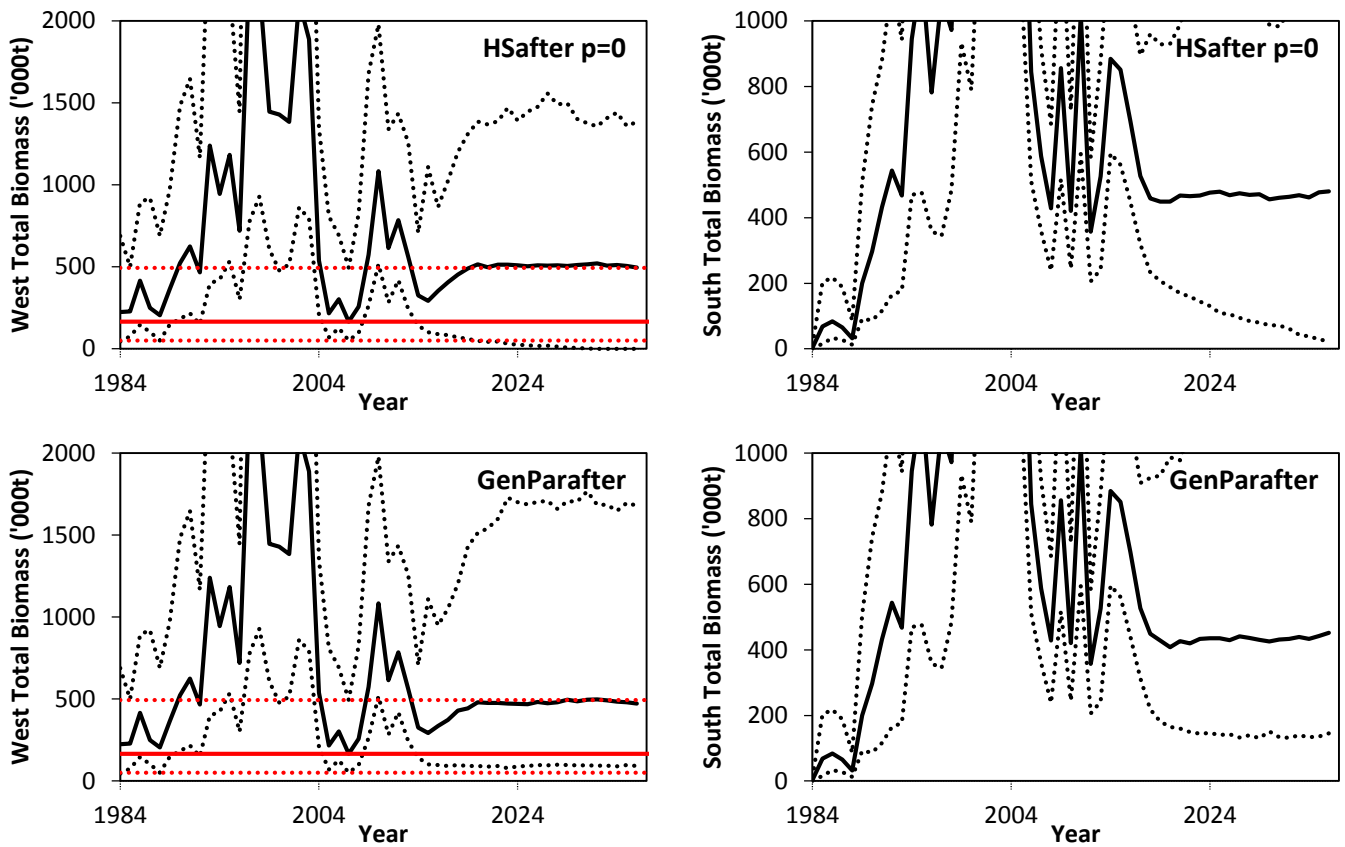 West Total Biomass ('000t)
2000
1500
1000
500
0
HSafter p=0
1984
2004
2024
Year
South Total Biomass ('000t)
1000
800
600
400
200
0
HSafter p=0
1984
2004
2024
Year
West Total Biomass ('000t)
2000
1500
1000
500
0
GenParafter
1984
2004
2024
Year
South Total Biomass ('000t)
1000
800
600
400
200
0
GenParafter
1984
2004
2024
Year